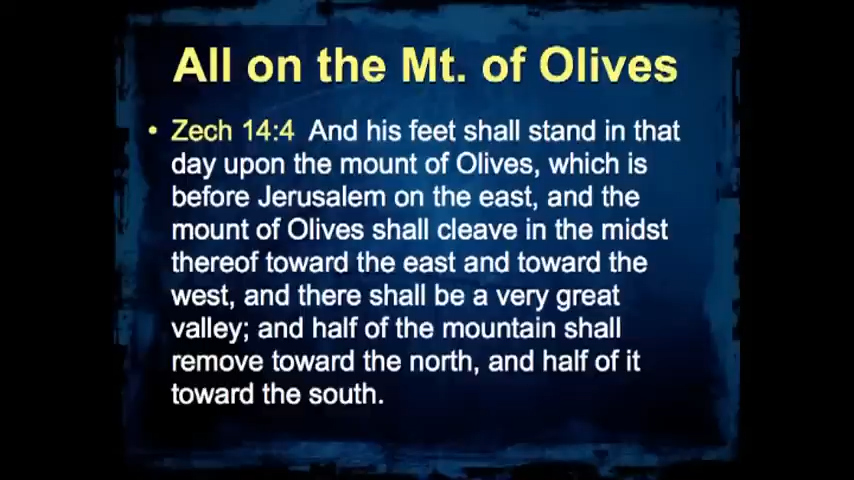 All on the Mt. of Olives
• Zech 14:4 And his feet shall stand in that
day upon the mount of Olives, which is
before Jerusalem on the east, and the
mount of Olives shall cleave in the midst
thereof toward the east and toward the
west, and there shall be a very great
valley; and half of the mountain shall
remove toward the north, and half of it
toward the south.